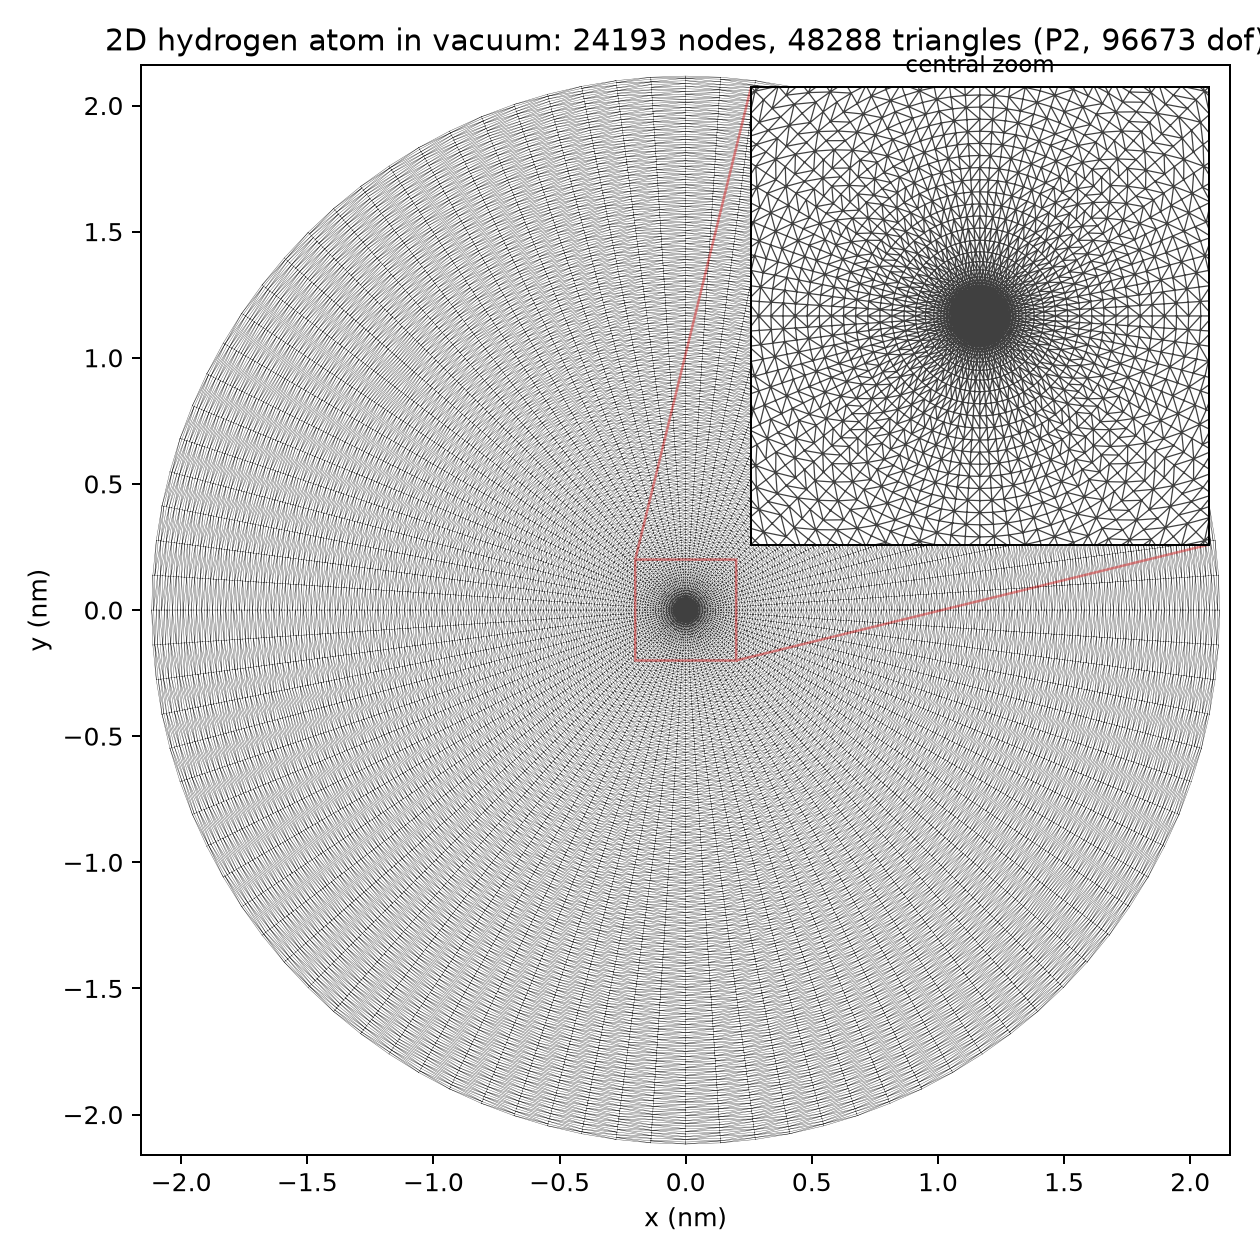 2D hydrogen atom in vacuum: 24193 nodes, 48288 triangles (P2, 96673 dof)
central zoom
2.0
1.5
1.0
0.5
0.0
−0.5
−1.0
−1.5
−2.0
y (nm)
−2.0 −1.5 −1.0 −0.5 0.0 0.5 1.0 1.5 2.0
x (nm)